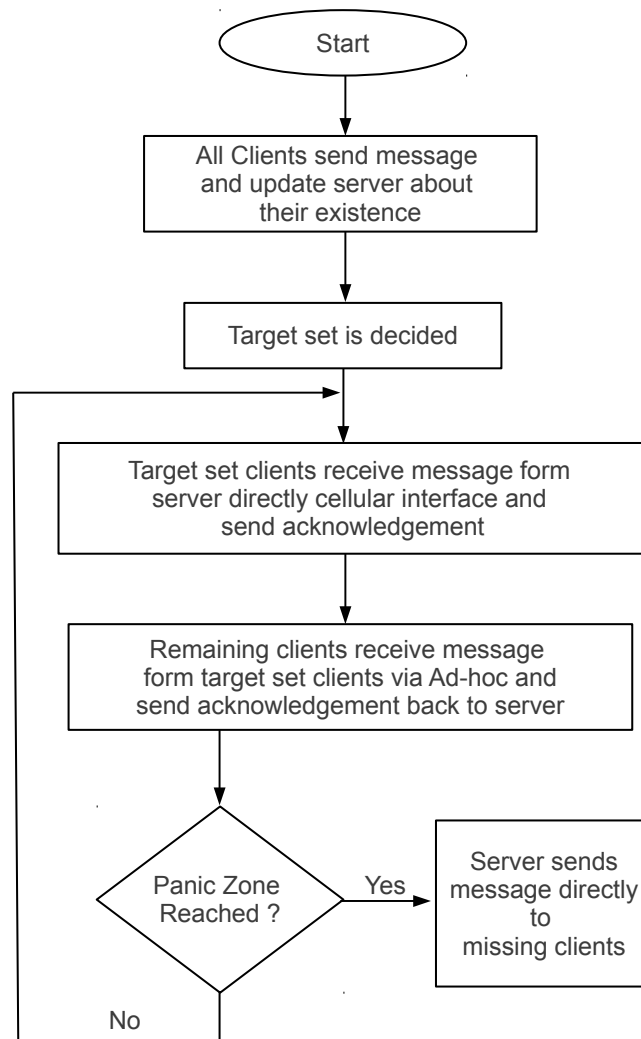 Start
All Clients send message
and update server about
their existence
Target set is decided
Target set clients receive message form
server directly cellular interface and
send acknowledgement
Remaining clients receive message
form target set clients via Ad-hoc and
send acknowledgement back to server
Panic Zone
Reached ?
Yes
Server sends
message directly
to
missing clients
No